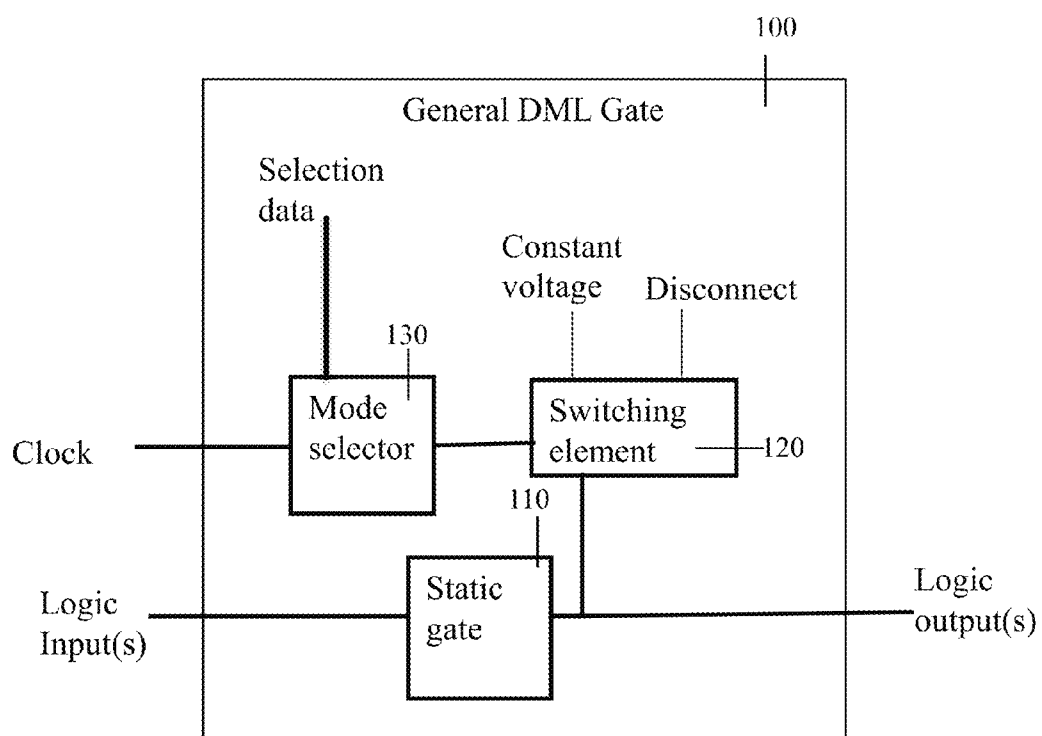 100
General DML Gate
Selection
data
Constant
voltage
Disconnect
130
Mode
selector
Switching
element
120
Clock
110
Static
gate
Logic
Input(s)
Logic
output(s)